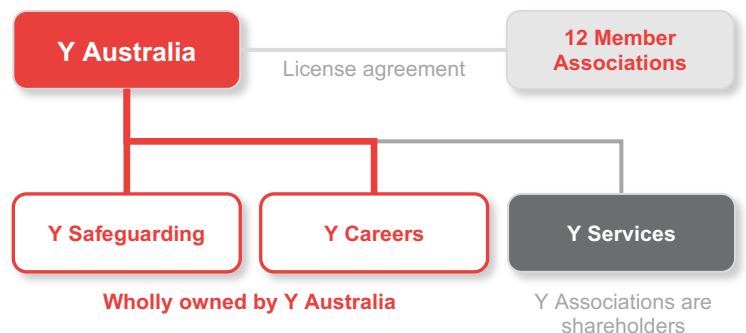 Y Australia
License agreement
12 Member
Associations
Y Safeguarding
Y Careers
Y Services
Wholly owned by Y Australia
Y Associations are
shareholders